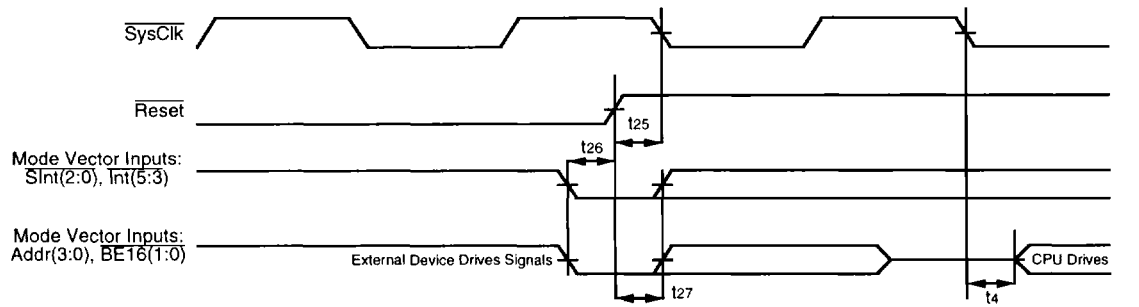 SysClk
Reset
t25
t26
Mode Vector Inputs:
SInt(2:0), Int(5:3)
Mode Vector Inputs:
Addr(3:0), BE16(1:0)
External Device Drives Signals
CPU Drives
t27
t4